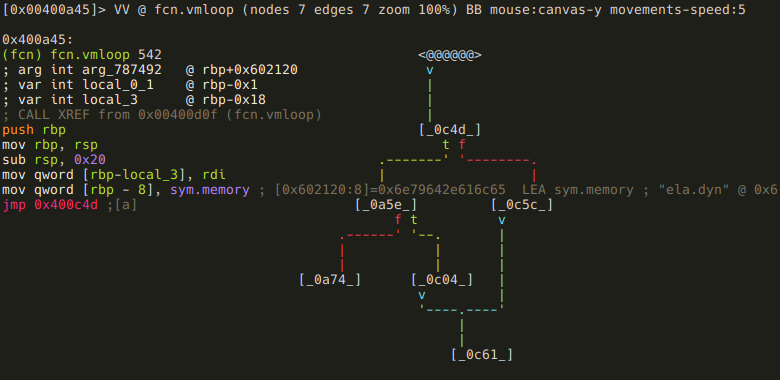 [0x00400a45]> VV @ fcn.vmloop (nodes 7 edges 7 zoom 100%) BB mouse:canvas-y movements-speed:5
0x400a45:
(fcn) fcn.vmloop 542 <@@@@@@>
; arg int arg_787492 @ rbp+0x602120 v
; var int local_0_1 @ rbp-0x1 |
; var int local_3 @ rbp-0x18 |
; CALL XREF from 0x00400d0f (fcn.vmloop) |
push rbp [_0c4d_]
mov rbp, rsp t f
sub rsp, 0x20 .-------' '--------.
mov qword [rbp-local_3], rdi | |
mov qword [rbp - 8], sym.memory ; [0x602120:8]=0x6e79642e616c65 LEA sym.memory ; "ela.dyn" @ 0x6
jmp 0x400c4d ;[a] [_0a5e_] [_0c5c_]
f t v
.------' '--. |
| | |
| | |
[_0a74_] [_0c04_] |
v |
'----.----'
|
|
[_0c61_]